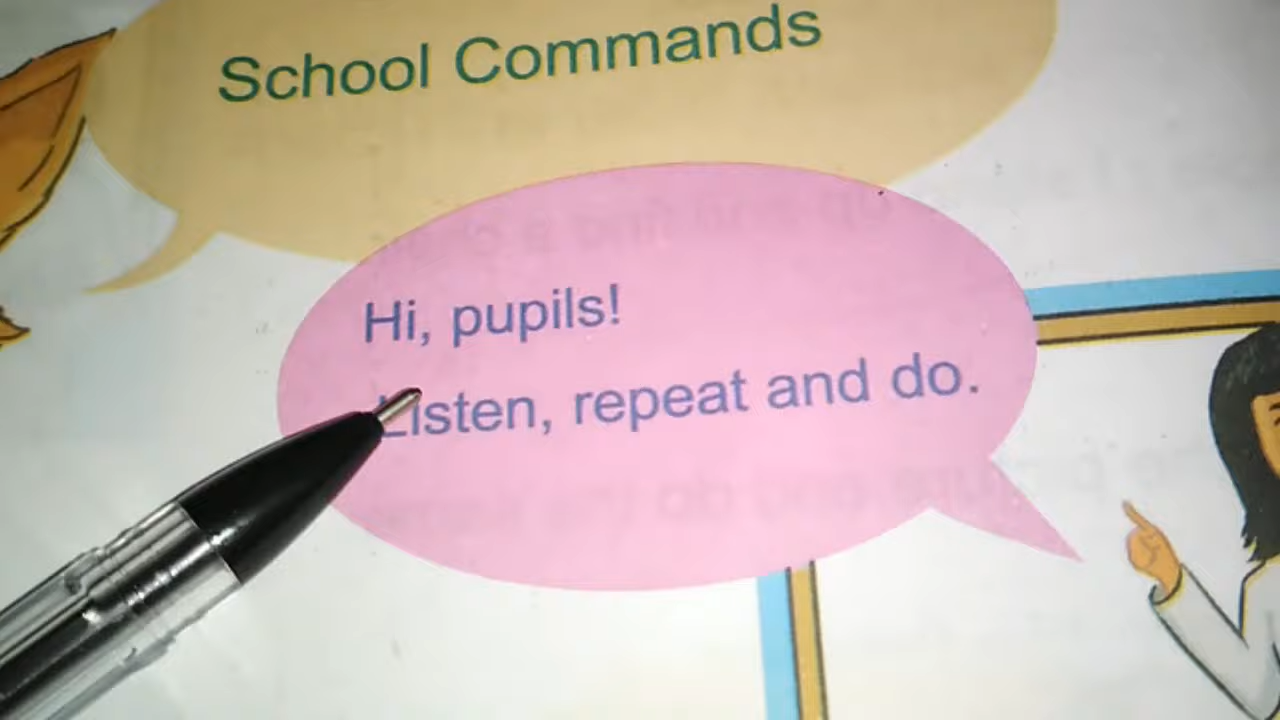 School Commands
Hi, pupils!
Listen, repeat and do.